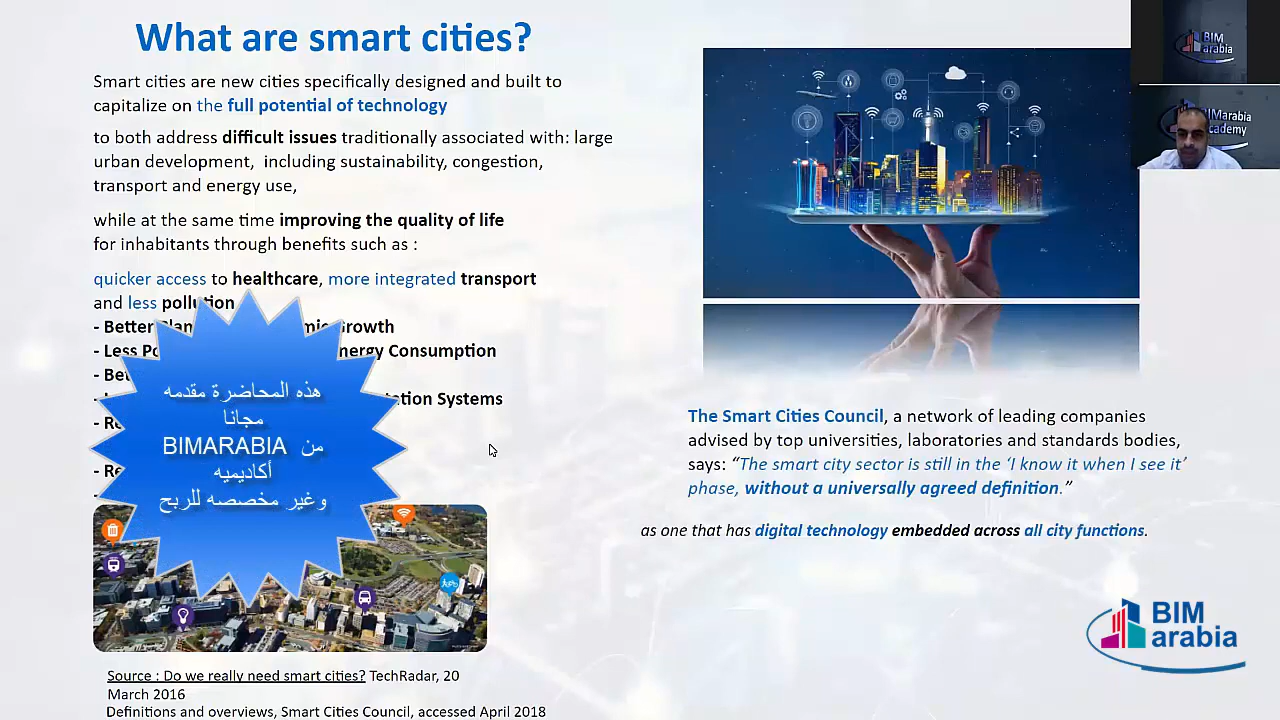 What are smart cities?
Smart cities are new cities specifically designed and built to
capitalize on the full potential of technology
to both address difficult issues traditionally associated with: large
urban development, including sustainability, congestion,
transport and energy use,
while at the same time improving the quality of life
for inhabitants through benefits such as :
quicker access to healthcare, more integrated transport
and less pollution
- Better Growth
- Less Energy Consumption
Systems
هذه المحاضرة مقدمه
مجانا
من BIMARABIA
أكاديميه
وغير مخصصه للربح
Source : Do we really need smart cities? TechRadar, 20
March 2016
Definitions and overviews, Smart Cities Council, accessed April 2018
The Smart Cities Council, a network of leading companies
advised by top universities, laboratories and standards bodies,
says: “The smart city sector is still in the ‘I know it when I see it’
phase, without a universally agreed definition.”
as one that has digital technology embedded across all city functions.
BIM
arabia
BIM
arabia
BIMarabia
Academy